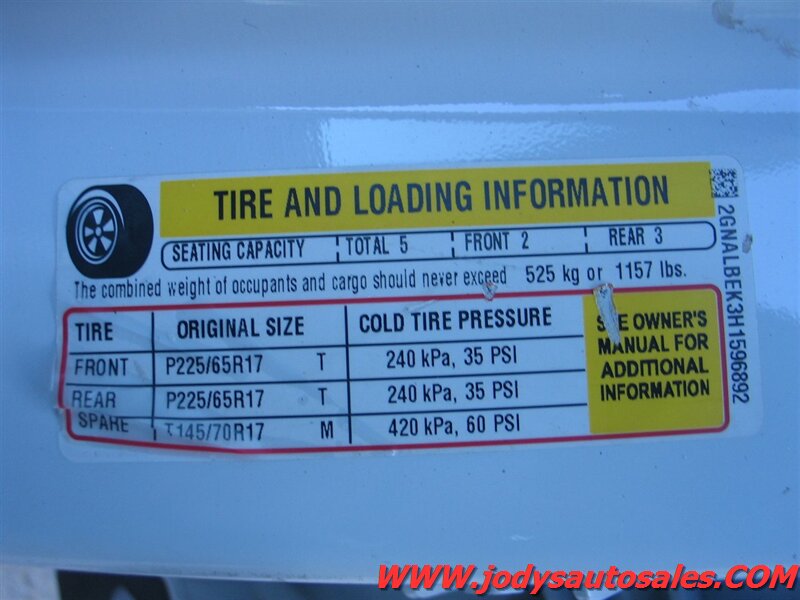 TIRE AND LOADING INFORMATION
SEATING CAPACITY TOTAL 5 FRONT 2 REAR 3
The combined weight of occupants and cargo should never exceed 525 kg or 1157 lbs.
TIRE ORIGINAL SIZE COLD TIRE PRESSURE
FRONT P225/65R17 T 240 kPa, 35 PSI
REAR P225/65R17 T 240 kPa, 35 PSI
SPARE T145/70R17 M 420 kPa, 60 PSI
SEE OWNER'S
MANUAL FOR
ADDITIONAL
INFORMATION
2GNALBEK3H1596892
WWW.jodysautosales.COM